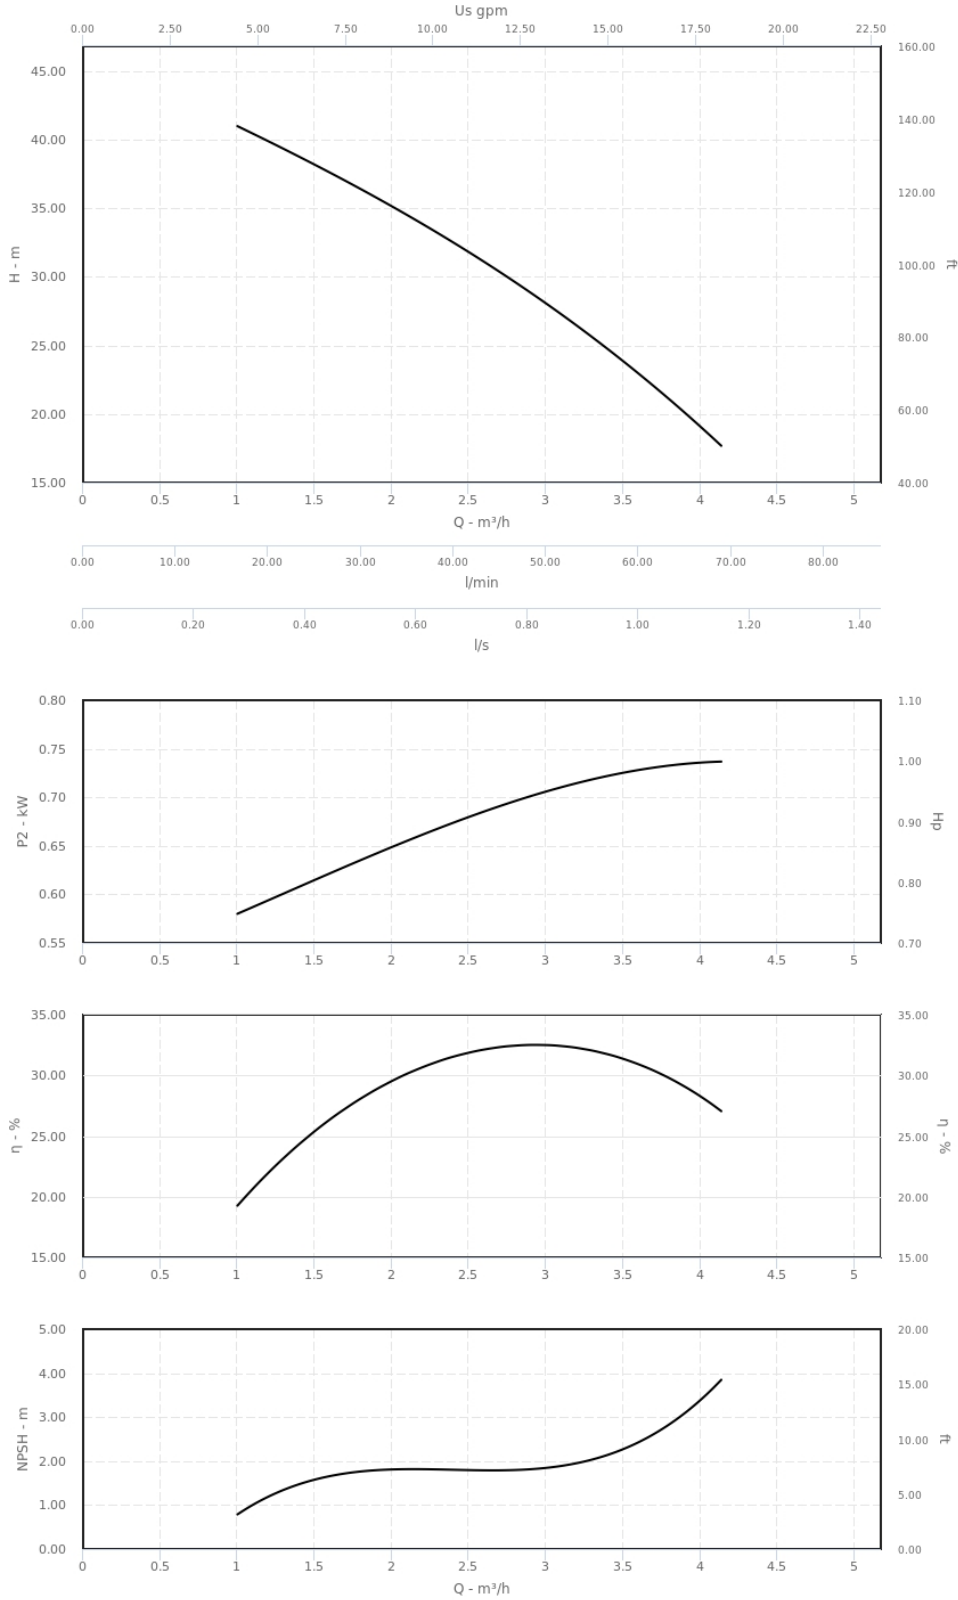 Us gpm
0.00 2.50 5.00 7.50 10.00 12.50 15.00 17.50 20.00 22.50
45.00
40.00
35.00
30.00
25.00
20.00
15.00
H - m
160.00
140.00
120.00
100.00
80.00
60.00
40.00
ft
0 0.5 1 1.5 2 2.5 3 3.5 4 4.5 5
Q - m³/h
0.00 10.00 20.00 30.00 40.00 50.00 60.00 70.00 80.00
l/min
0.00 0.20 0.40 0.60 0.80 1.00 1.20 1.40
l/s
0.80
0.75
0.70
0.65
0.60
0.55
P2 - kW
1.10
1.00
0.90
0.80
0.70
Hp
0 0.5 1 1.5 2 2.5 3 3.5 4 4.5 5
35.00
30.00
25.00
20.00
15.00
η - %
35.00
30.00
25.00
20.00
15.00
η - %
0 0.5 1 1.5 2 2.5 3 3.5 4 4.5 5
5.00
4.00
3.00
2.00
1.00
0.00
NPSH - m
20.00
15.00
10.00
5.00
0.00
ft
0 0.5 1 1.5 2 2.5 3 3.5 4 4.5 5
Q - m³/h